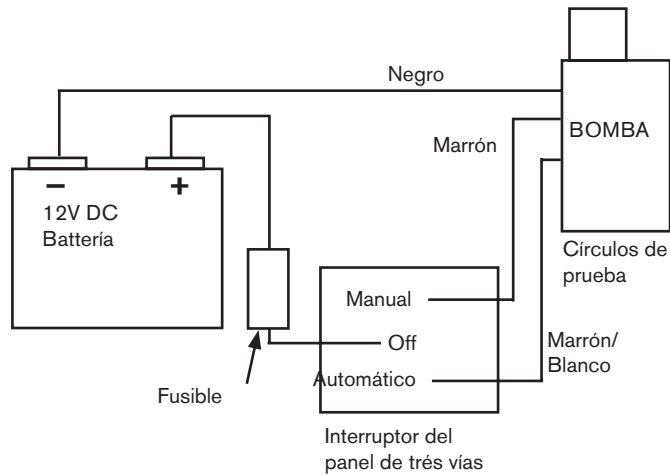 Negro
BOMBA
Marrón
−
+
12V DC
Battería
Círculos de
prueba
Manual
Off
Marrón/
Blanco
Automático
Fusible
Interruptor del
panel de trés vías